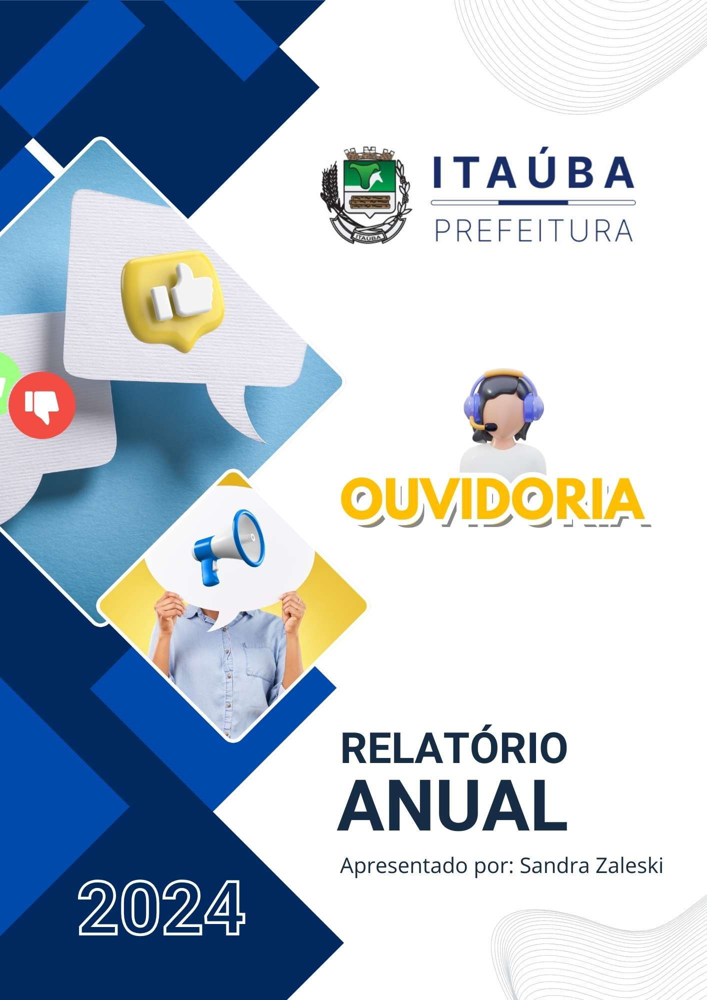 ITAÚBA
PREFEITURA
ITAÚBA
OUVIDORIA
RELATÓRIO
ANUAL
Apresentado por: Sandra Zaleski
2024